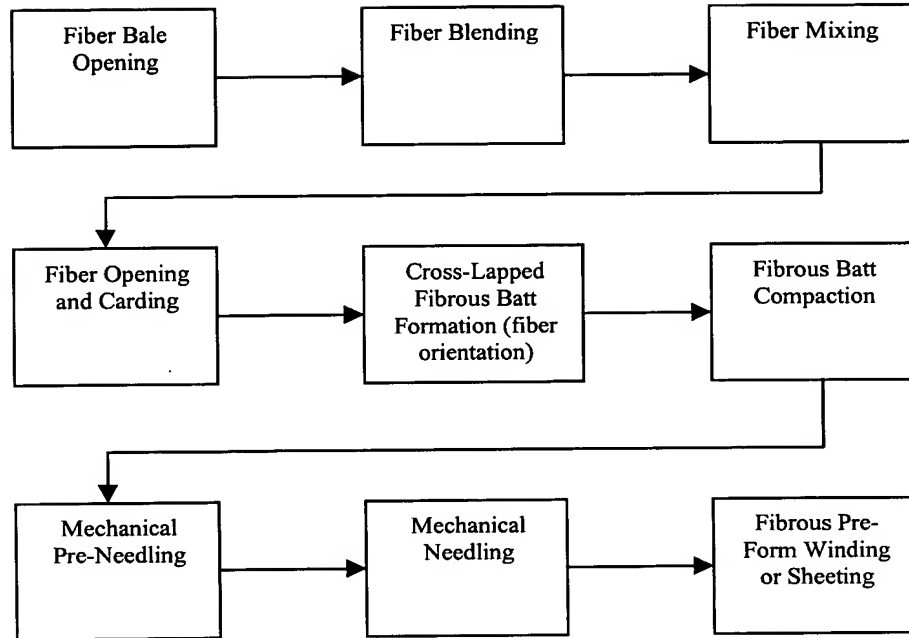 Fiber Bale
Opening
Fiber Blending
Fiber Mixing
Fiber Opening
and Carding
Cross-Lapped
Fibrous Batt
Formation (fiber
orientation)
Fibrous Batt
Compaction
Mechanical
Pre-Needling
Mechanical
Needling
Fibrous Pre-
Form Winding
or Sheeting